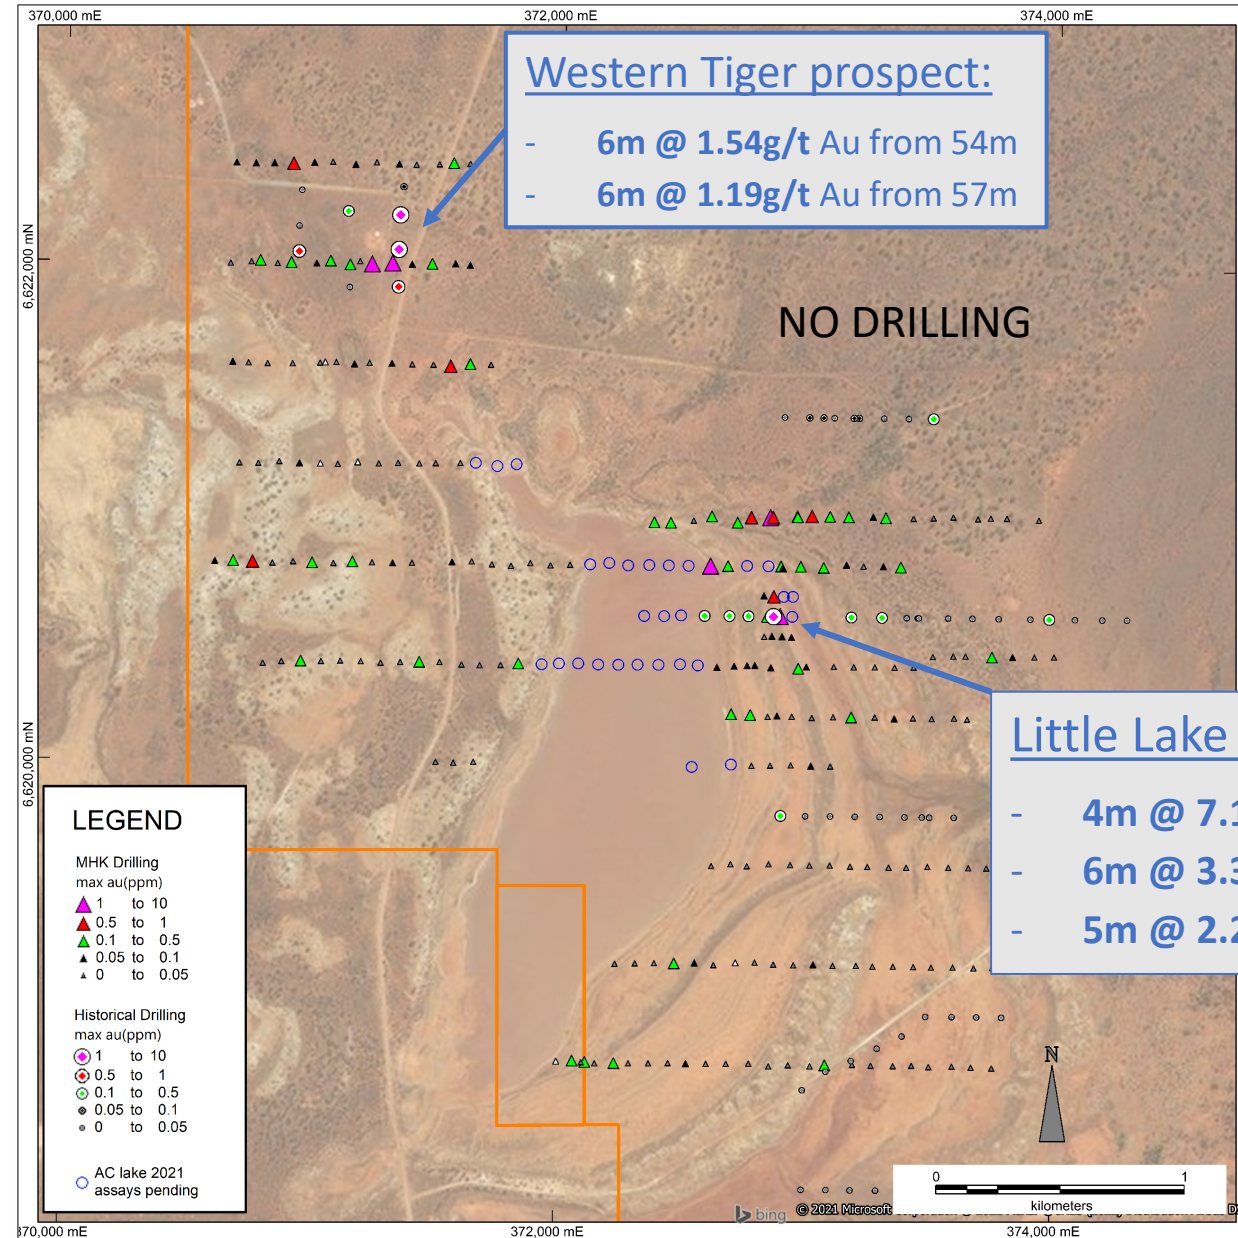 370,000 mE
372,000 mE
374,000 mE
Western Tiger prospect:
- 6m @ 1.54g/t Au from 54m
- 6m @ 1.19g/t Au from 57m
6,622,000 mN
NO DRILLING
6,620,000 mN
Little Lake
- 4m @ 7.1
- 6m @ 3.3
- 5m @ 2.2
LEGEND
MHK Drilling
max au(ppm)
1 to 10
0.5 to 1
0.1 to 0.5
0.05 to 0.1
0 to 0.05
Historical Drilling
max au(ppm)
1 to 10
0.5 to 1
0.1 to 0.5
0.05 to 0.1
0 to 0.05
AC lake 2021
assays pending
N
0 1
kilometers
bing © 2021 Microsoft
370,000 mE
372,000 mE
374,000 mE